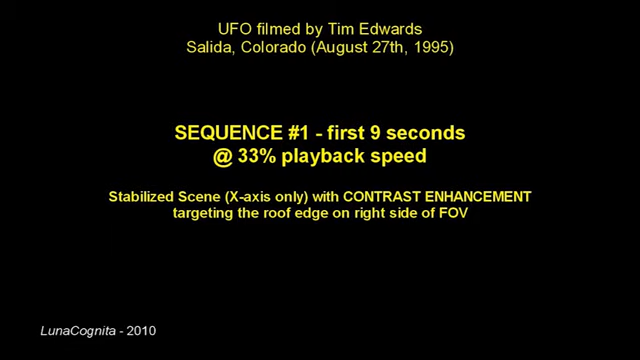 UFO filmed by Tim Edwards
Salida, Colorado (August 27th, 1995)
SEQUENCE #1 - first 9 seconds
@ 33% playback speed
Stabilized Scene (X-axis only) with CONTRAST ENHANCEMENT
targeting the roof edge on right side of FOV
LunaCognita - 2010